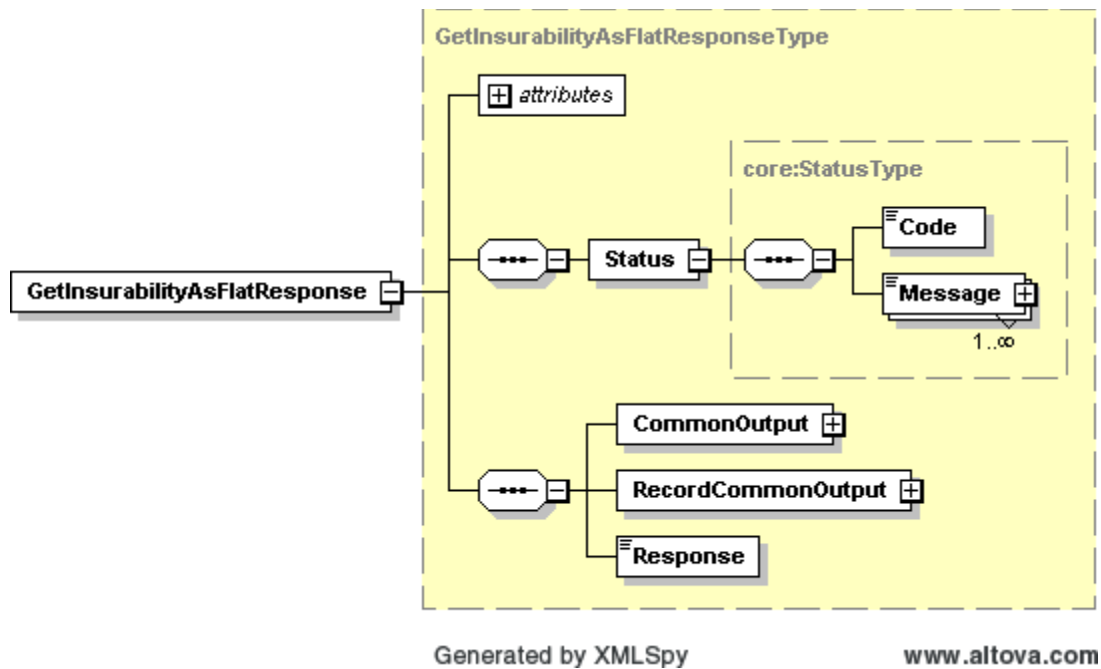 GetInsurabilityAsFlatResponseType
attributes
core:StatusType
Code
Status
GetInsurabilityAsFlatResponse
Message
1..∞
CommonOutput
RecordCommonOutput
Response
Generated by XMLSpy
www.altova.com